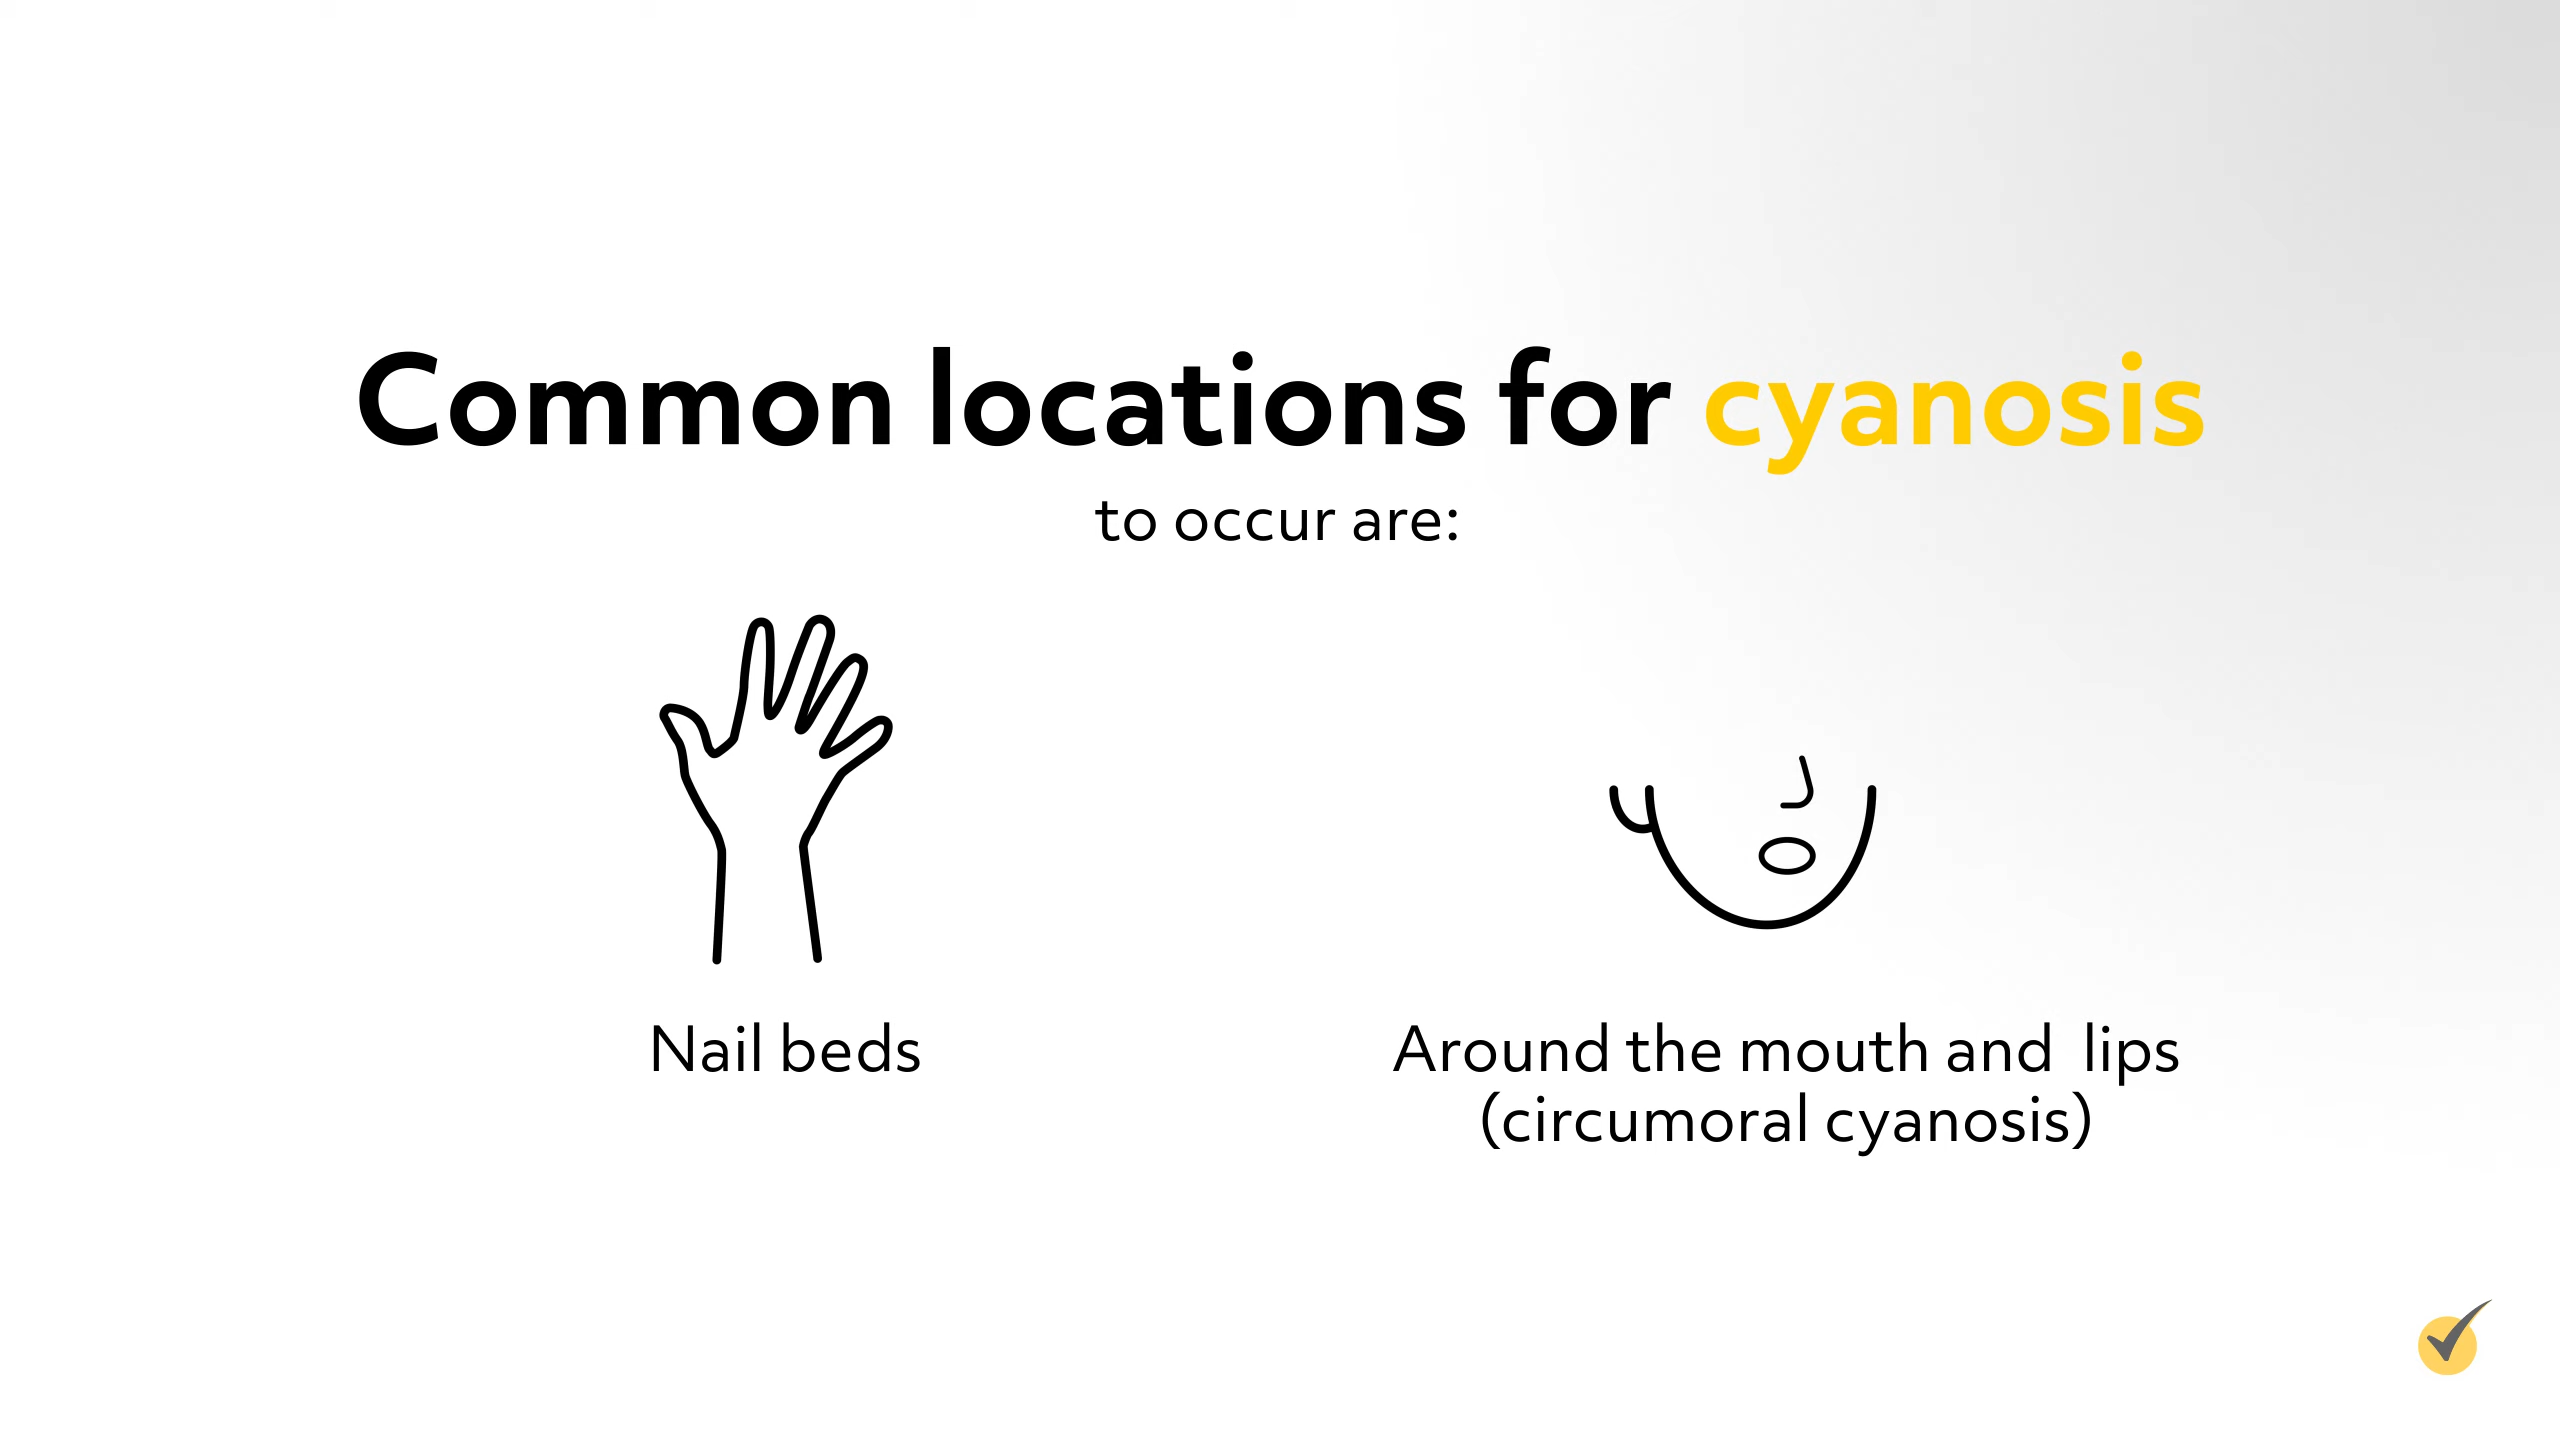 Common locations for cyanosis
to occur are:
Nail beds
Around the mouth and  lips
(circumoral cyanosis)